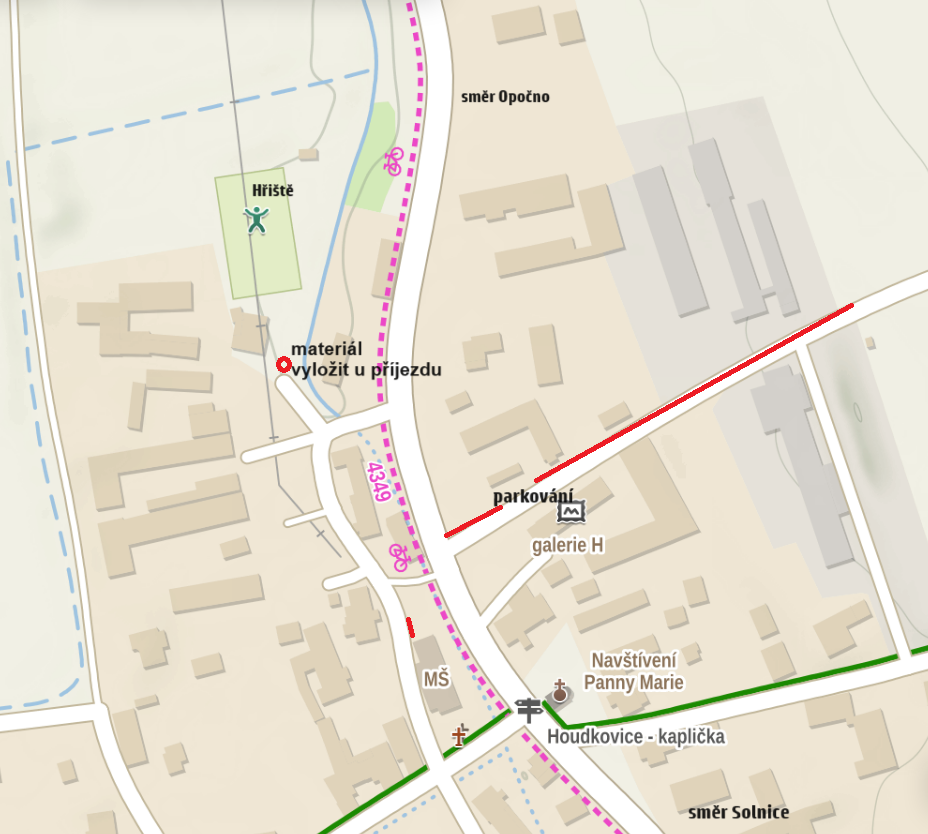 směr Opočno
Hřiště
materiál
vyložit u příjezdu
4349
parkování
galerie H
Navštívení
Panny Marie
MŠ
Houdkovice - kaplička
směr Solnice